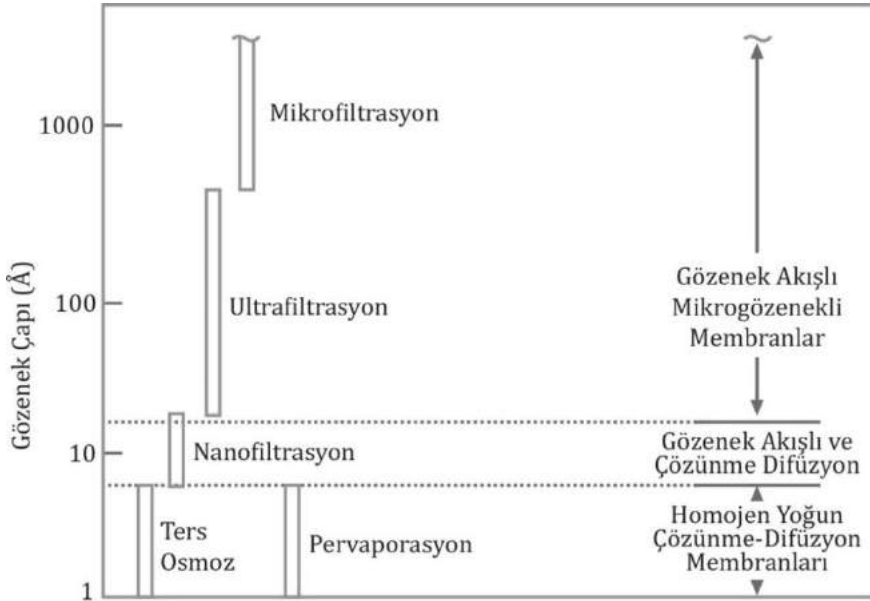 Gözenek Çapı (Å)
1000
100
10
1
Mikrofiltrasyon
Ultrafiltrasyon
Nanofiltrasyon
Ters
Osmoz
Pervaporasyon
Gözenek Akışlı
Mikrogözenekli
Membranlar
Gözenek Akışlı ve
Çözünme Difüzyon
Homojen Yoğun
Çözünme-Difüzyon
Membranları